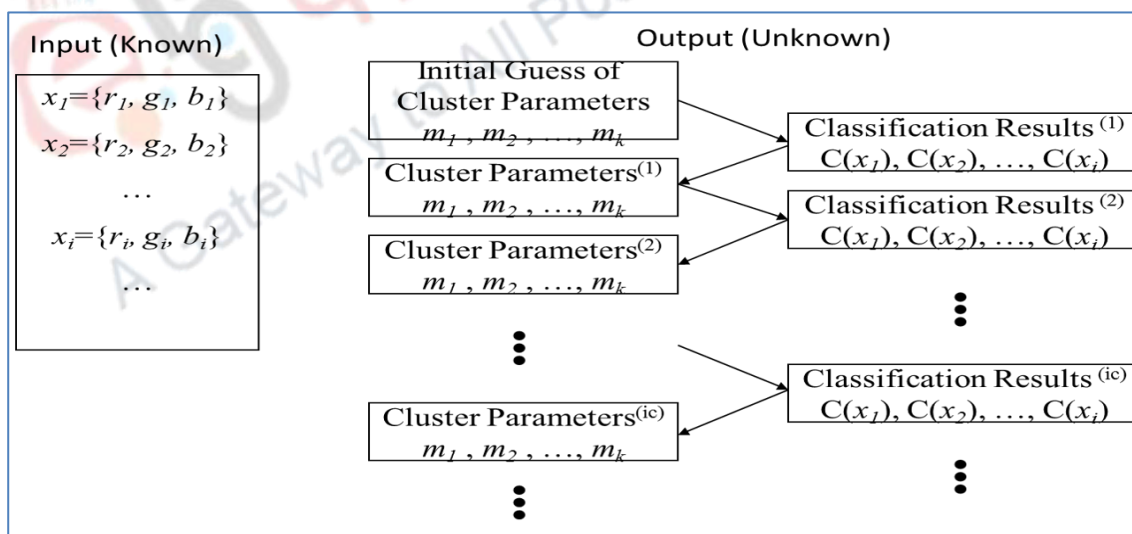 Input (Known)
x₁={r₁, g₁, b₁}
x₂={r₂, g₂, b₂}
...
xᵢ={rᵢ, gᵢ, bᵢ}
...
Output (Unknown)
Initial Guess of
Cluster Parameters
m₁ , m₂ , ..., mₖ
Classification Results⁽¹⁾
C(x₁), C(x₂), ..., C(xᵢ)
Cluster Parameters⁽¹⁾
m₁ , m₂ , ..., mₖ
Classification Results⁽²⁾
C(x₁), C(x₂), ..., C(xᵢ)
Cluster Parameters⁽²⁾
m₁ , m₂ , ..., mₖ
Classification Results⁽ⁱᶜ⁾
C(x₁), C(x₂), ..., C(xᵢ)
Cluster Parameters⁽ⁱᶜ⁾
m₁ , m₂ , ..., mₖ
A Gateway to All